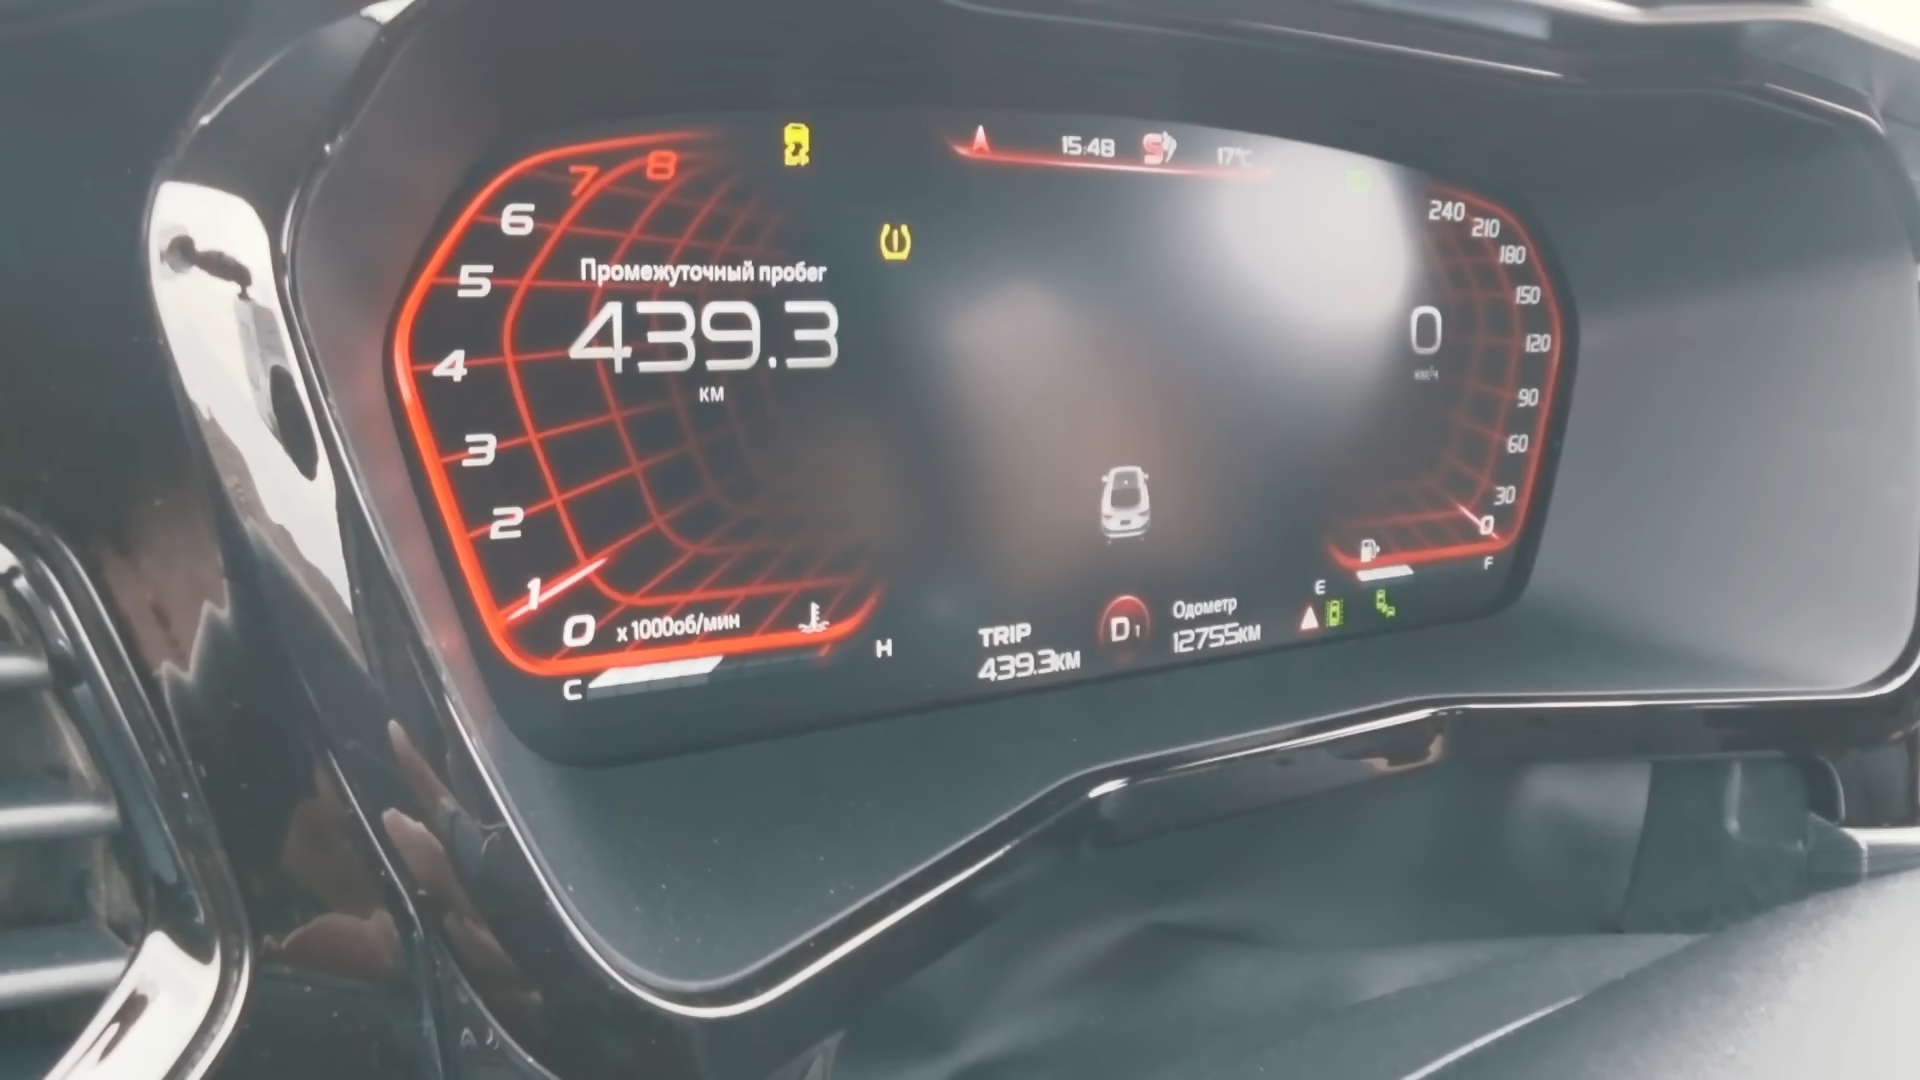 15:48
S
17°C
8
7
6
5
4
3
2
1
0
x 1000об/мин
Промежуточный пробег
439.3
км
C
H
TRIP
439.3км
D1
Одометр
12755км
0
км/ч
240
210
180
150
120
90
60
30
0
E
F